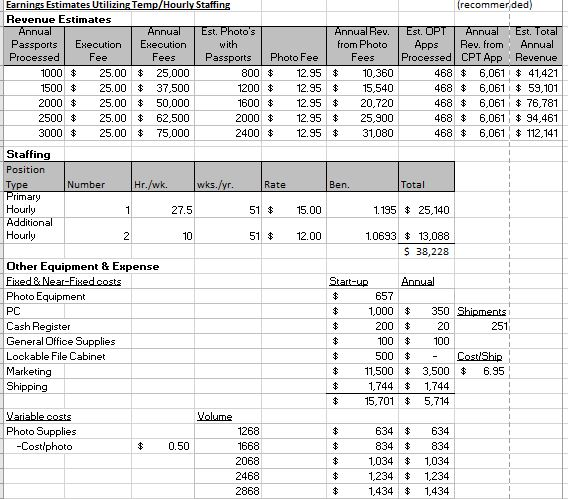 Earnings Estimates Utilizing Temp/Hourly Staffing (recommended)
Revenue Estimates
Annual Annual Est. Photo's Annual Rev. Est. OPT Annual Est. Total
Passports Execution Execution with from Photo Apps Rev. from Annual
Processed Fee Fees Passports Photo Fee Fees Processed CPT App Revenue
1000 $ 25.00 $ 25,000 800 $ 12.95 $ 10,360 468 $ 6,061 $ 41,421
1500 $ 25.00 $ 37,500 1200 $ 12.95 $ 15,540 468 $ 6,061 $ 59,101
2000 $ 25.00 $ 50,000 1600 $ 12.95 $ 20,720 468 $ 6,061 $ 76,781
2500 $ 25.00 $ 62,500 2000 $ 12.95 $ 25,900 468 $ 6,061 $ 94,461
3000 $ 25.00 $ 75,000 2400 $ 12.95 $ 31,080 468 $ 6,061 $ 112,141
Staffing
Position
Type Number Hr./wk. wks./yr. Rate Ben. Total
Primary
Hourly 1 27.5 51 $ 15.00 1.195 $ 25,140
Additional
Hourly 2 10 51 $ 12.00 1.0693 $ 13,088
$ 38,228
Other Equipment & Expense
Fixed & Near-Fixed costs Start-up Annual
Photo Equipment $ 657
PC $ 1,000 $ 350 Shipments
Cash Register $ 200 $ 20 251
General Office Supplies $ 100 $ 100
Lockable File Cabinet $ 500 $ - Cost/Ship
Marketing $ 11,500 $ 3,500 $ 6.95
Shipping $ 1,744 $ 1,744
$ 15,701 $ 5,714
Variable costs Volume
Photo Supplies 1268 $ 634 $ 634
-Cost/photo $ 0.50 1668 $ 834 $ 834
2068 $ 1,034 $ 1,034
2468 $ 1,234 $ 1,234
2868 $ 1,434 $ 1,434